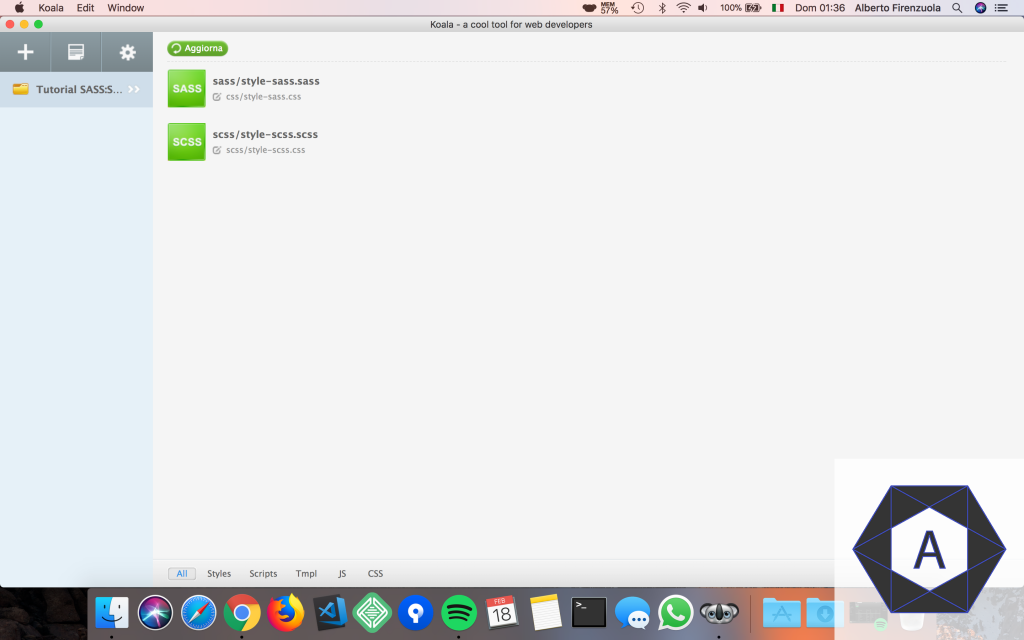 Koala Edit Window MEM 57% 100% Dom 01:36 Alberto Firenzuola
Koala - a cool tool for web developers
Aggiorna
Tutorial SASS:S...
SASS sass/style-sass.sass
css/style-sass.css
SCSS scss/style-scss.scss
scss/style-scss.css
All Styles Scripts Tmpl JS CSS
A
FEB
18
>_